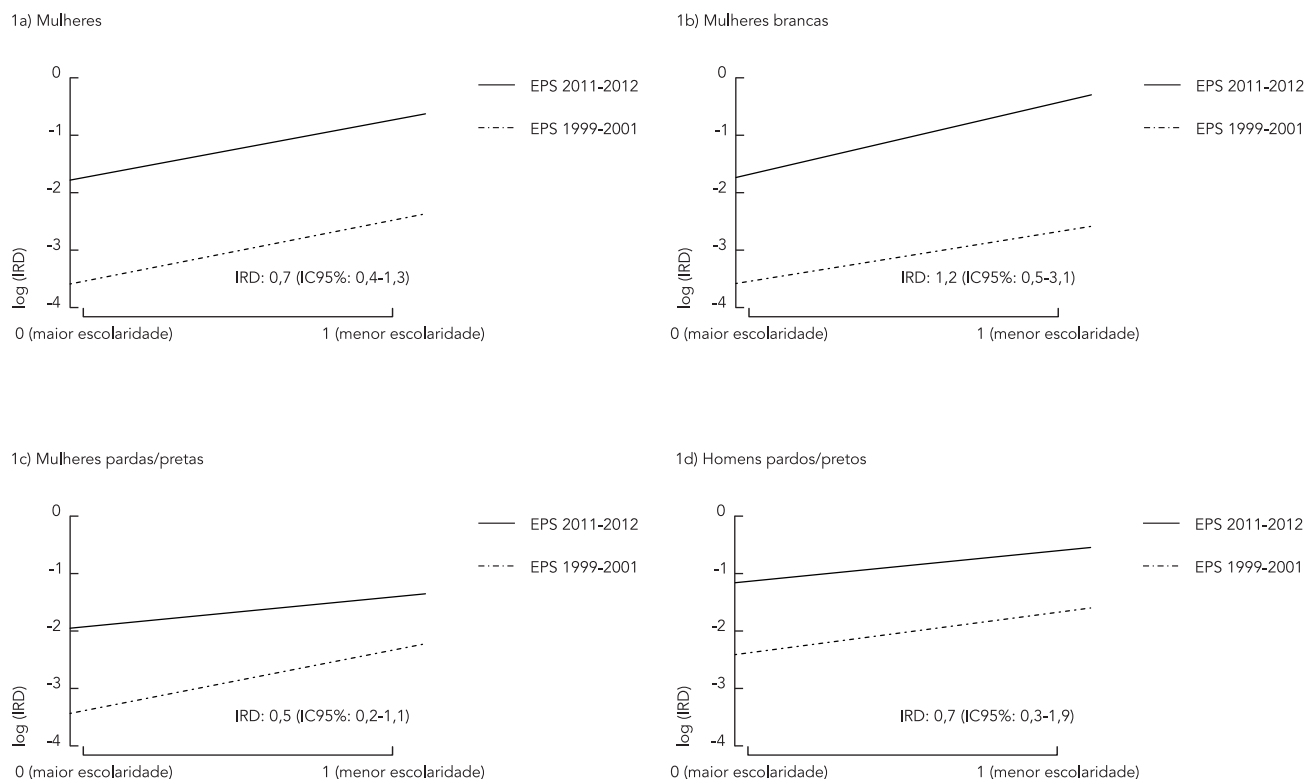 1a) Mulheres
0
-1
-2
-3
-4
log (IRD)
EPS 2011-2012
EPS 1999-2001
IRD: 0,7 (IC95%: 0,4-1,3)
0 (maior escolaridade)
1 (menor escolaridade)
1b) Mulheres brancas
0
-1
-2
-3
-4
log (IRD)
EPS 2011-2012
EPS 1999-2001
IRD: 1,2 (IC95%: 0,5-3,1)
0 (maior escolaridade)
1 (menor escolaridade)
1c) Mulheres pardas/pretas
0
-1
-2
-3
-4
log (IRD)
EPS 2011-2012
EPS 1999-2001
IRD: 0,5 (IC95%: 0,2-1,1)
0 (maior escolaridade)
1 (menor escolaridade)
1d) Homens pardos/pretos
0
-1
-2
-3
-4
log (IRD)
EPS 2011-2012
EPS 1999-2001
IRD: 0,7 (IC95%: 0,3-1,9)
0 (maior escolaridade)
1 (menor escolaridade)